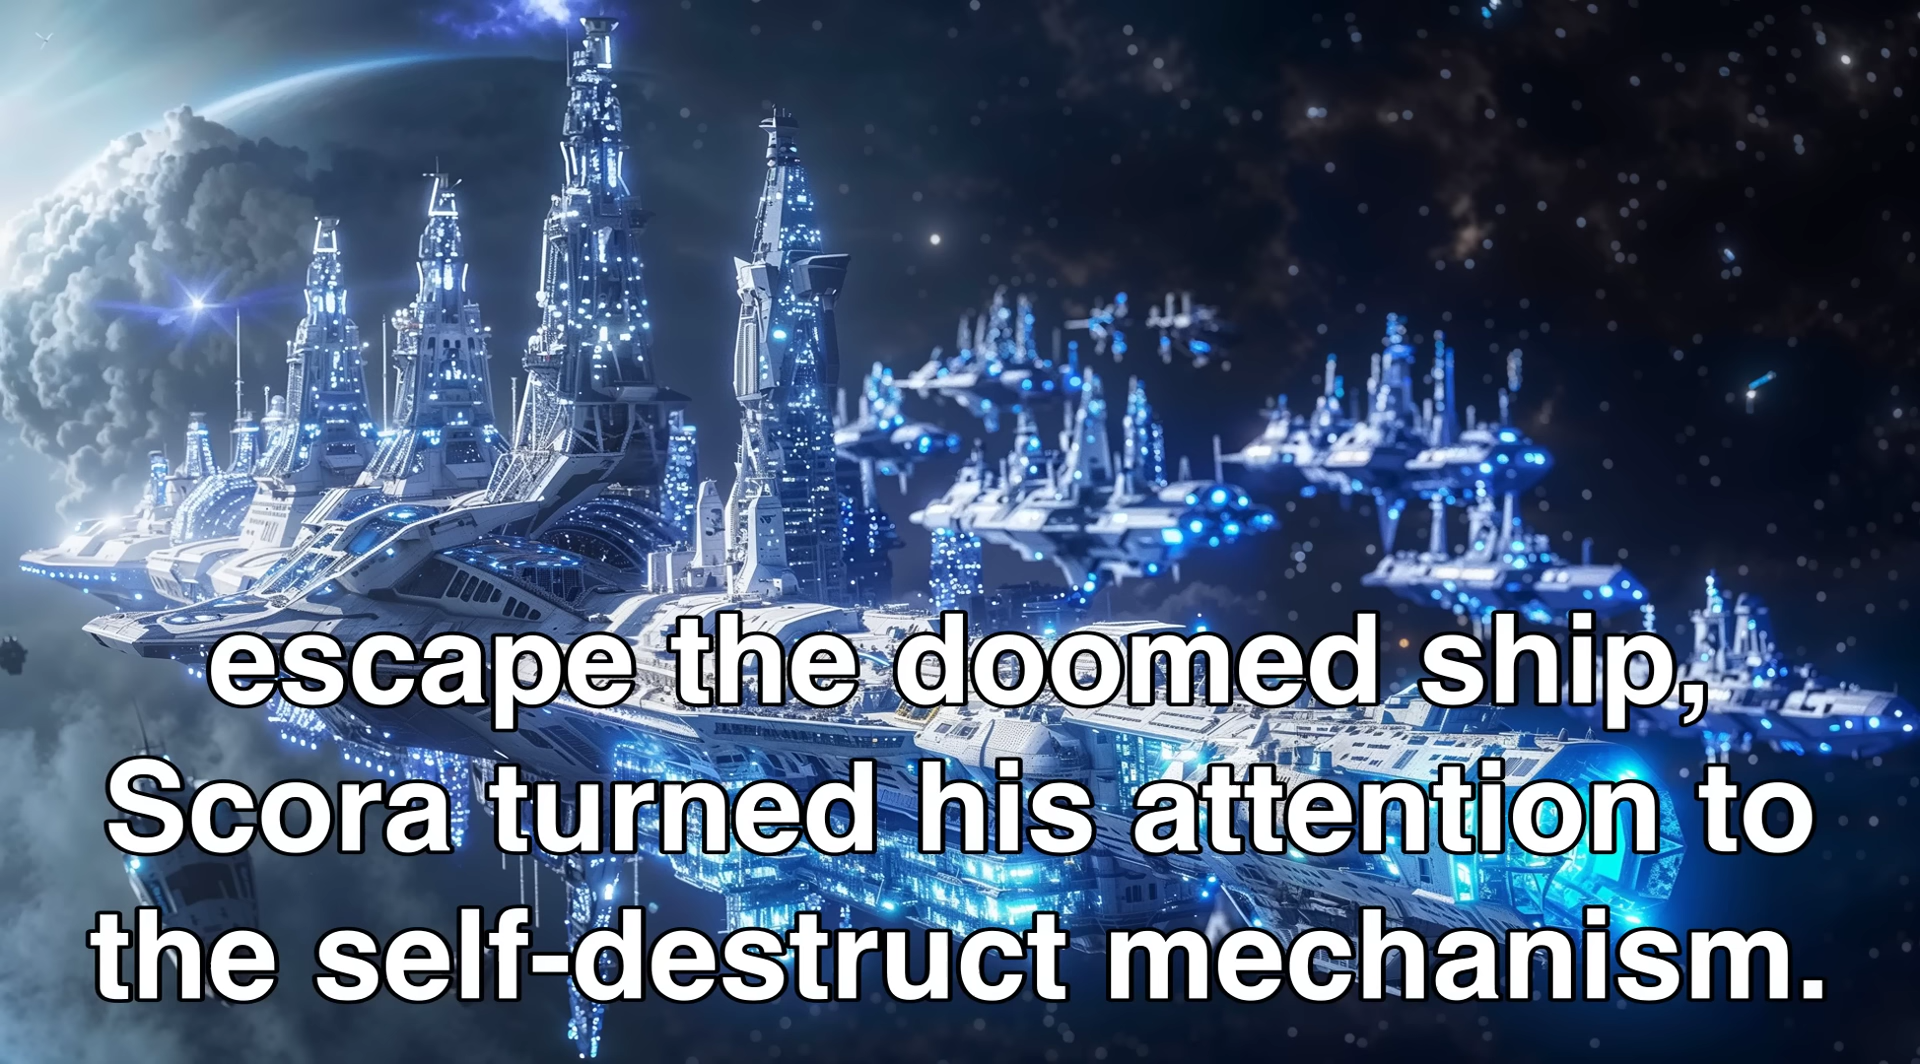 escape the doomed ship,
Scora turned his attention to
the self-destruct mechanism.